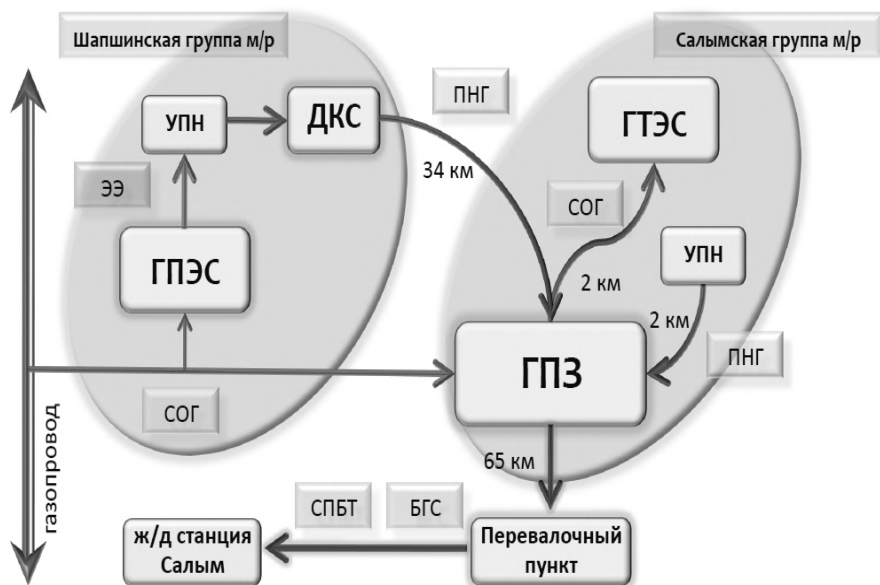 Шапшинская группа м/р
Салымская группа м/р
УПН
ДКС
ПНГ
ГТЭС
34 км
ЭЭ
СОГ
ГПЭС
УПН
2 км
2 км
ГПЗ
ПНГ
СОГ
газопровод
65 км
СПБТ
БГС
ж/д станция
Салым
Перевалочный
пункт